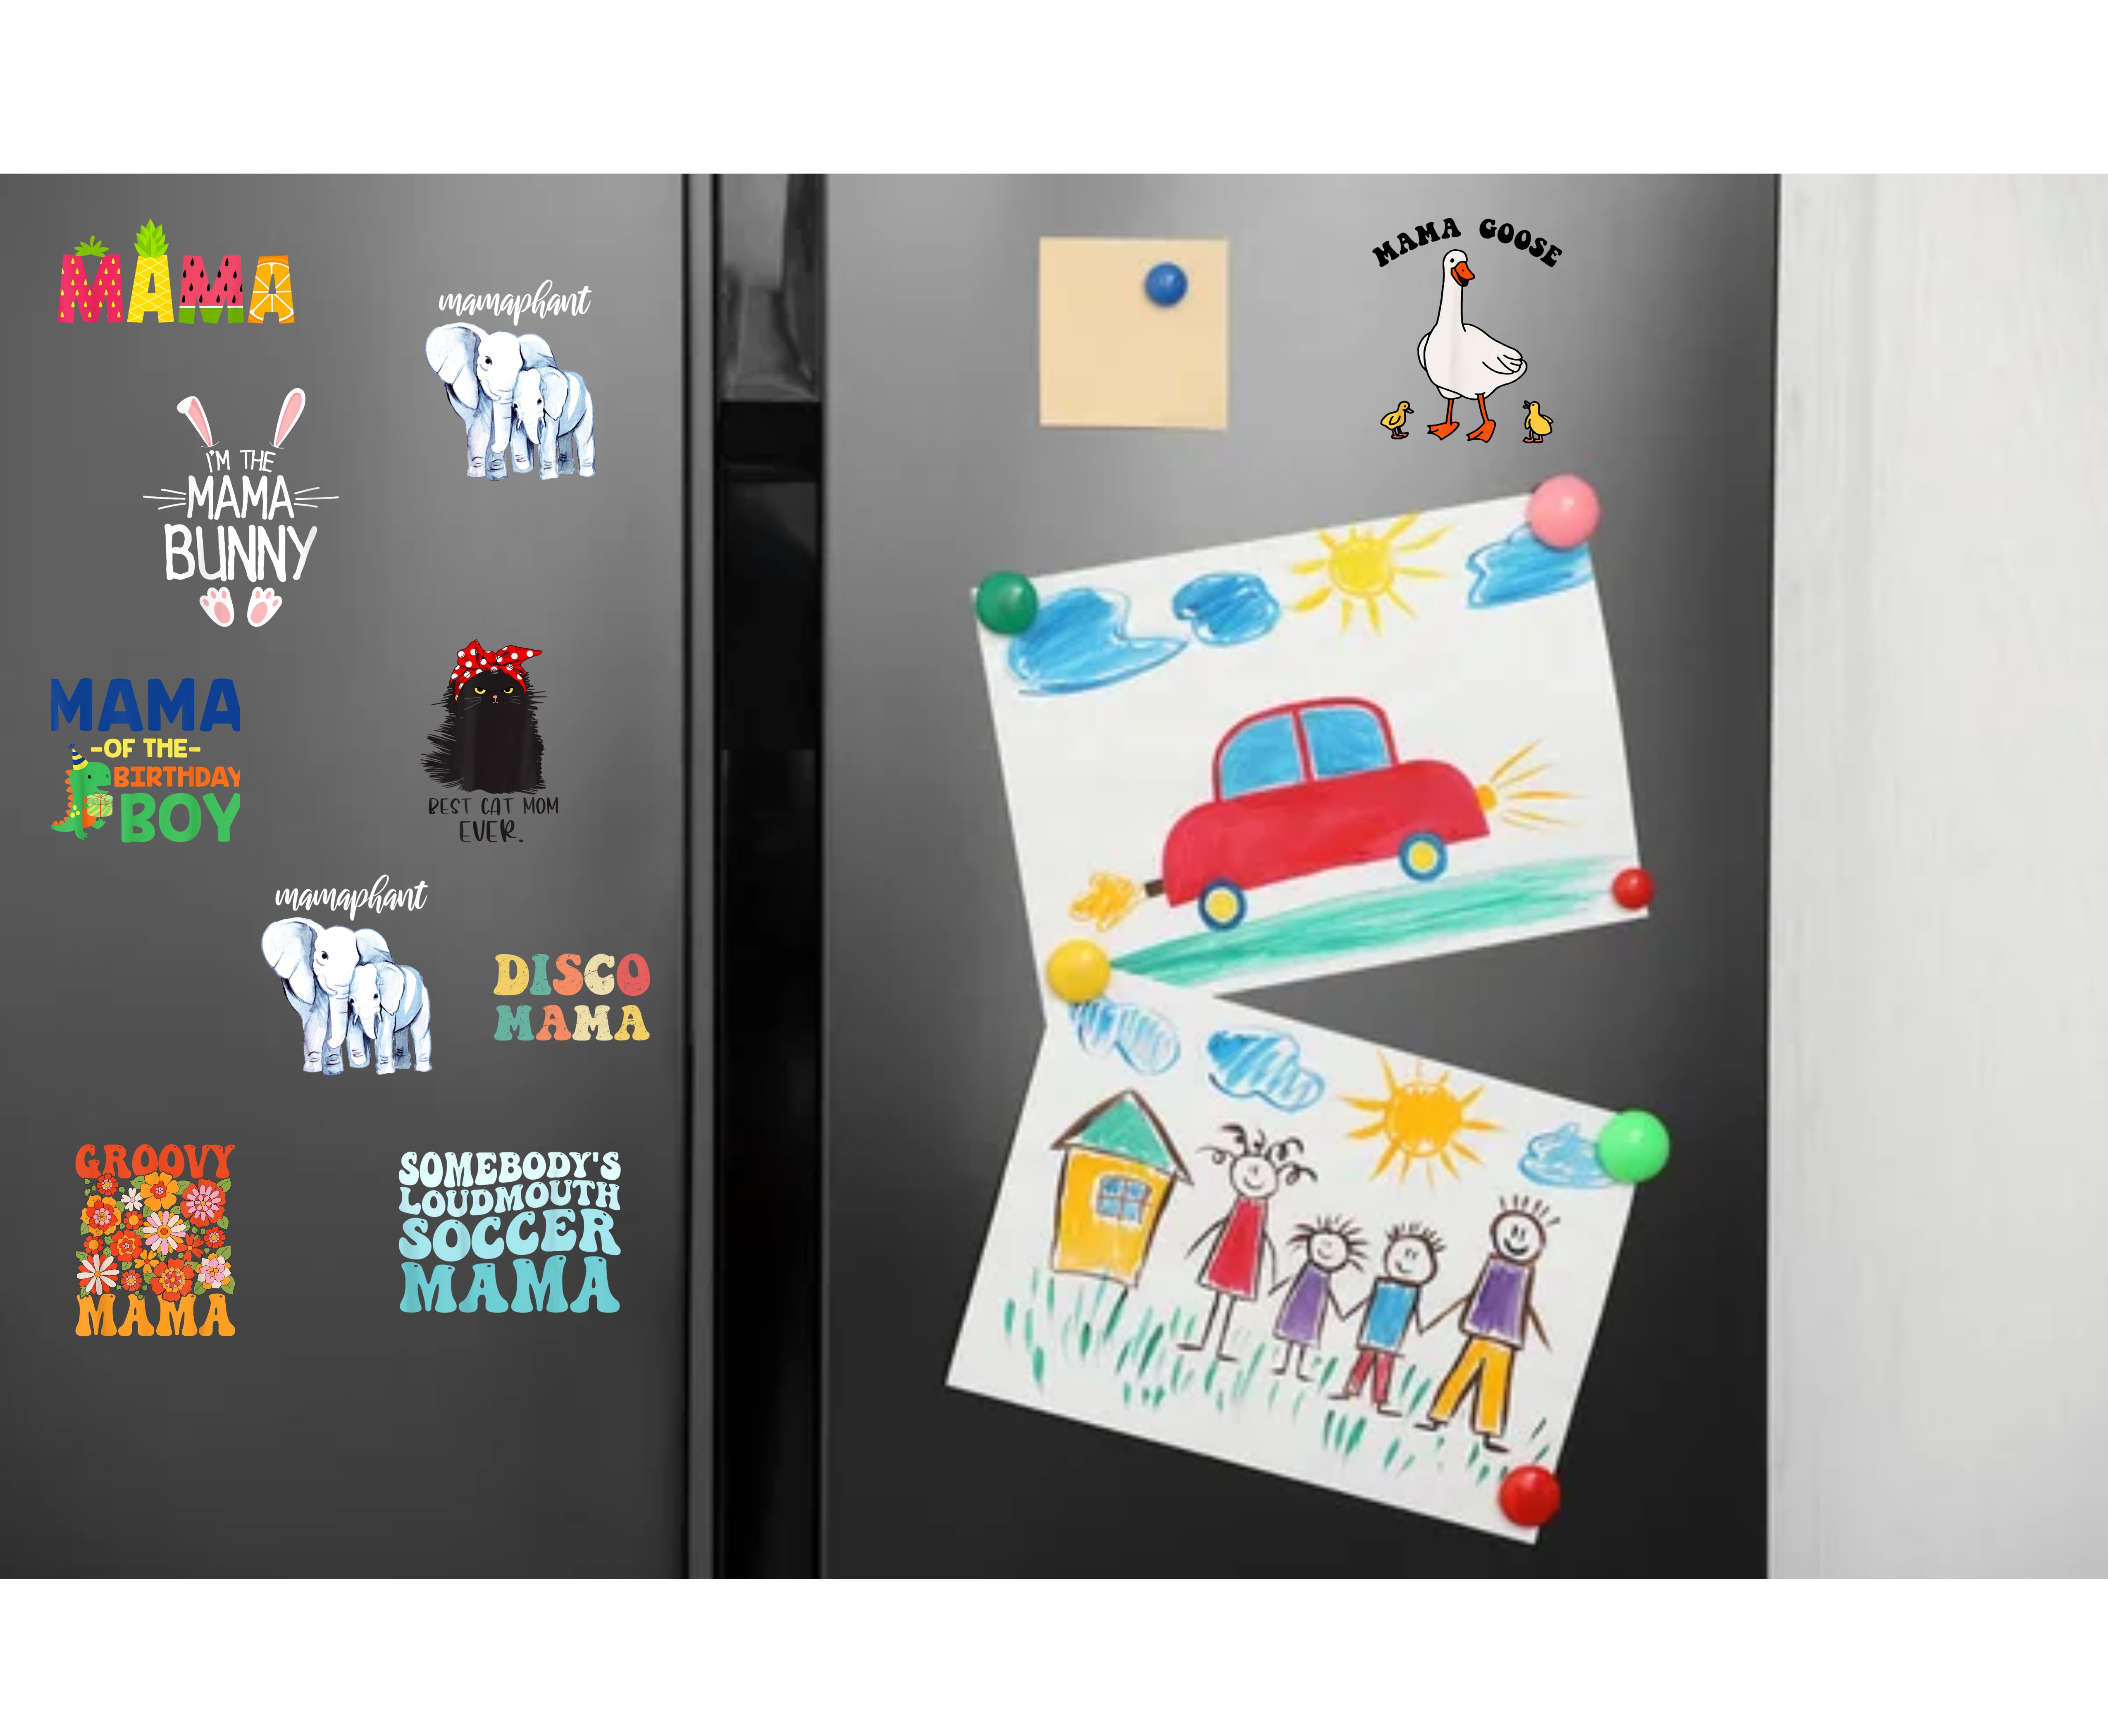 MAMA
mamaphant
I'M THE
MAMA
BUNNY
MAMA
-OF THE-
BIRTHDAY
BOY
BEST CAT MOM
EVER.
mamaphant
DISCO
MAMA
GROOVY
MAMA
SOMEBODY'S
LOUDMOUTH
SOCCER
MAMA
MAMA GOOSE